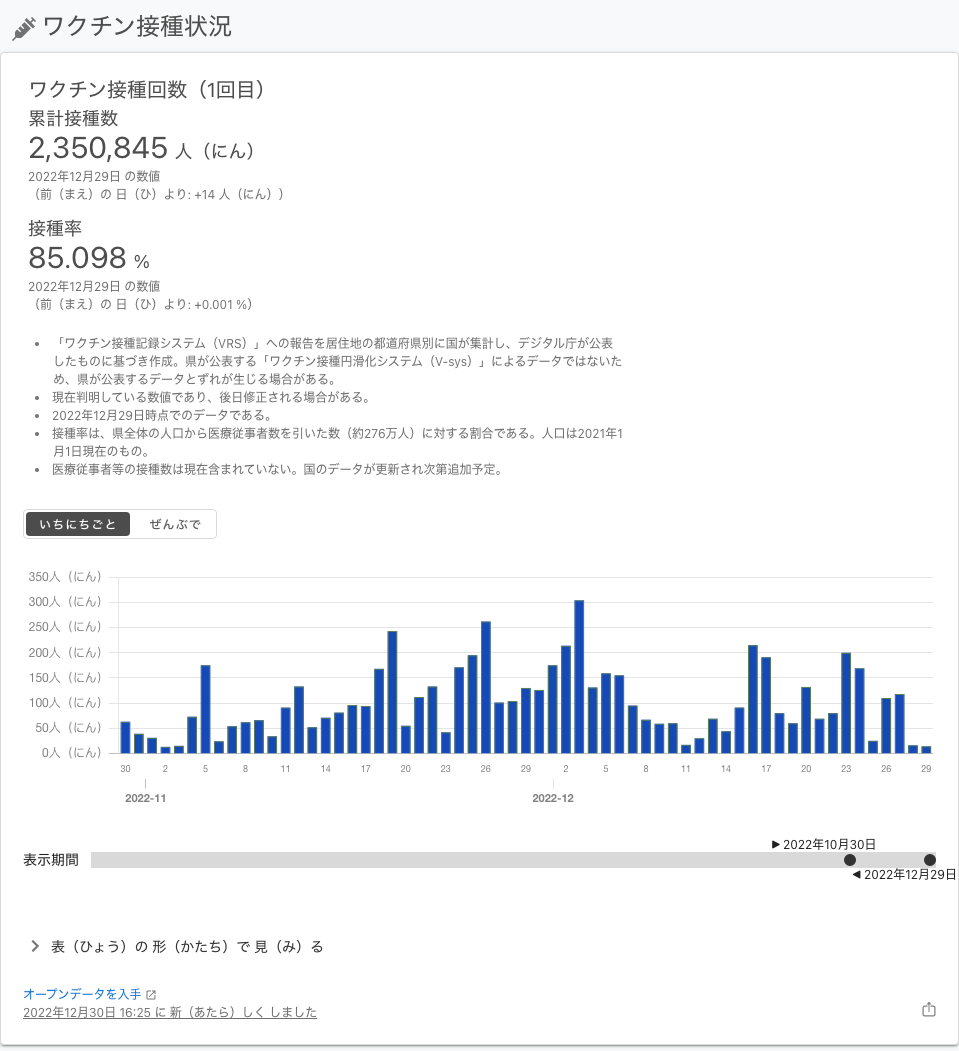 ワクチン接種状況
ワクチン接種回数（1回目）
累計接種数
2,350,845 人（にん）
2022年12月29日 の数値
（前（まえ）の 日（ひ）より: +14 人（にん））
接種率
85.098 %
2022年12月29日 の数値
（前（まえ）の 日（ひ）より: +0.001 %）
• 「ワクチン接種記録システム（VRS）」への報告を居住地の都道府県別に国が集計し、デジタル庁が公表
したものに基づき作成。県が公表する「ワクチン接種円滑化システム（V-sys）」によるデータではないた
め、県が公表するデータとずれが生じる場合がある。
• 現在判明している数値であり、後日修正される場合がある。
• 2022年12月29日時点でのデータである。
• 接種率は、県全体の人口から医療従事者数を引いた数（約276万人）に対する割合である。人口は2021年1
月1日現在のもの。
• 医療従事者等の接種数は現在含まれていない。国のデータが更新され次第追加予定。
いちにちごと ぜんぶで
350人（にん）
300人（にん）
250人（にん）
200人（にん）
150人（にん）
100人（にん）
50人（にん）
0人（にん）
30 2 5 8 11 14 17 20 23 26 29 2 5 8 11 14 17 20 23 26 29
2022-11 2022-12
▶ 2022年10月30日
表示期間
◀ 2022年12月29日
表（ひょう）の 形（かたち）で 見（み）る
オープンデータを入手
2022年12月30日 16:25 に 新（あたら）しく しました